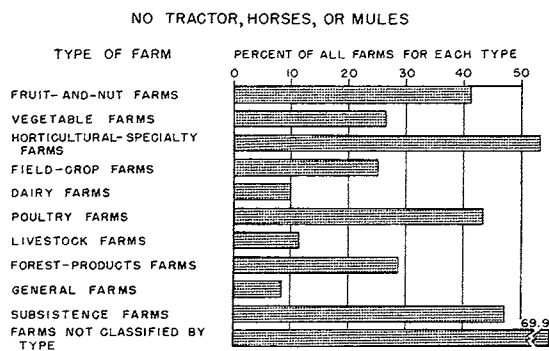 NO TRACTOR, HORSES, OR MULES
TYPE OF FARM PERCENT OF ALL FARMS FOR EACH TYPE
0 10 20 30 40 50
FRUIT-AND-NUT FARMS
VEGETABLE FARMS
HORTICULTURAL-SPECIALTY
FARMS
FIELD-CROP FARMS
DAIRY FARMS
POULTRY FARMS
LIVESTOCK FARMS
FOREST-PRODUCTS FARMS
GENERAL FARMS
SUBSISTENCE FARMS
69.9
FARMS NOT CLASSIFIED BY
TYPE